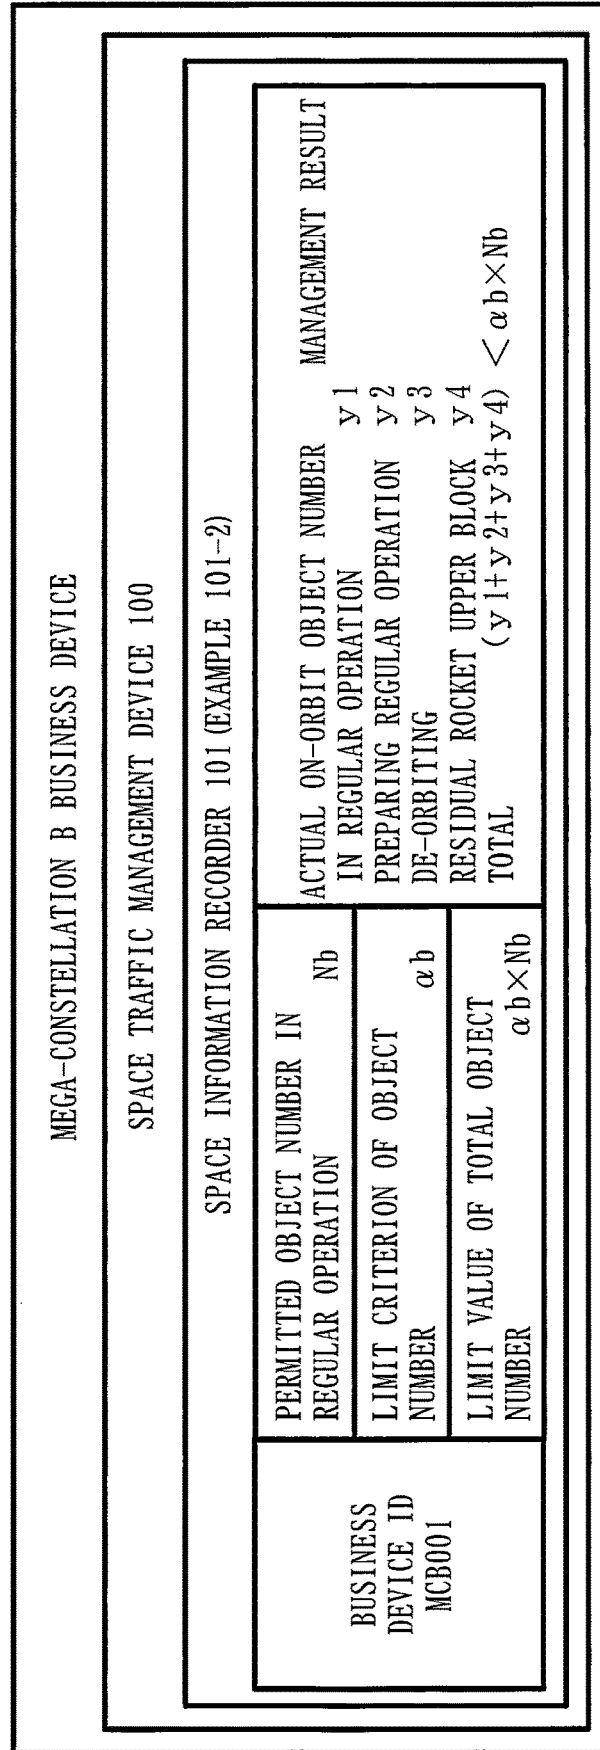 MEGA-CONSTELLATION B BUSINESS DEVICE
SPACE TRAFFIC MANAGEMENT DEVICE 100
SPACE INFORMATION RECORDER 101(EXAMPLE 101-2)
BUSINESS
DEVICE ID
MCB001
PERMITTED OBJECT NUMBER IN
REGULAR OPERATION Nb
LIMIT CRITERION OF OBJECT
NUMBER αb
LIMIT VALUE OF TOTAL OBJECT
NUMBER αb×Nb
ACTUAL ON-ORBIT OBJECT NUMBER MANAGEMENT RESULT
IN REGULAR OPERATION y1
PREPARING REGULAR OPERATION y2
DE-ORBITING y3
RESIDUAL ROCKET UPPER BLOCK y4
TOTAL (y1+y2+y3+y4) <αb×Nb